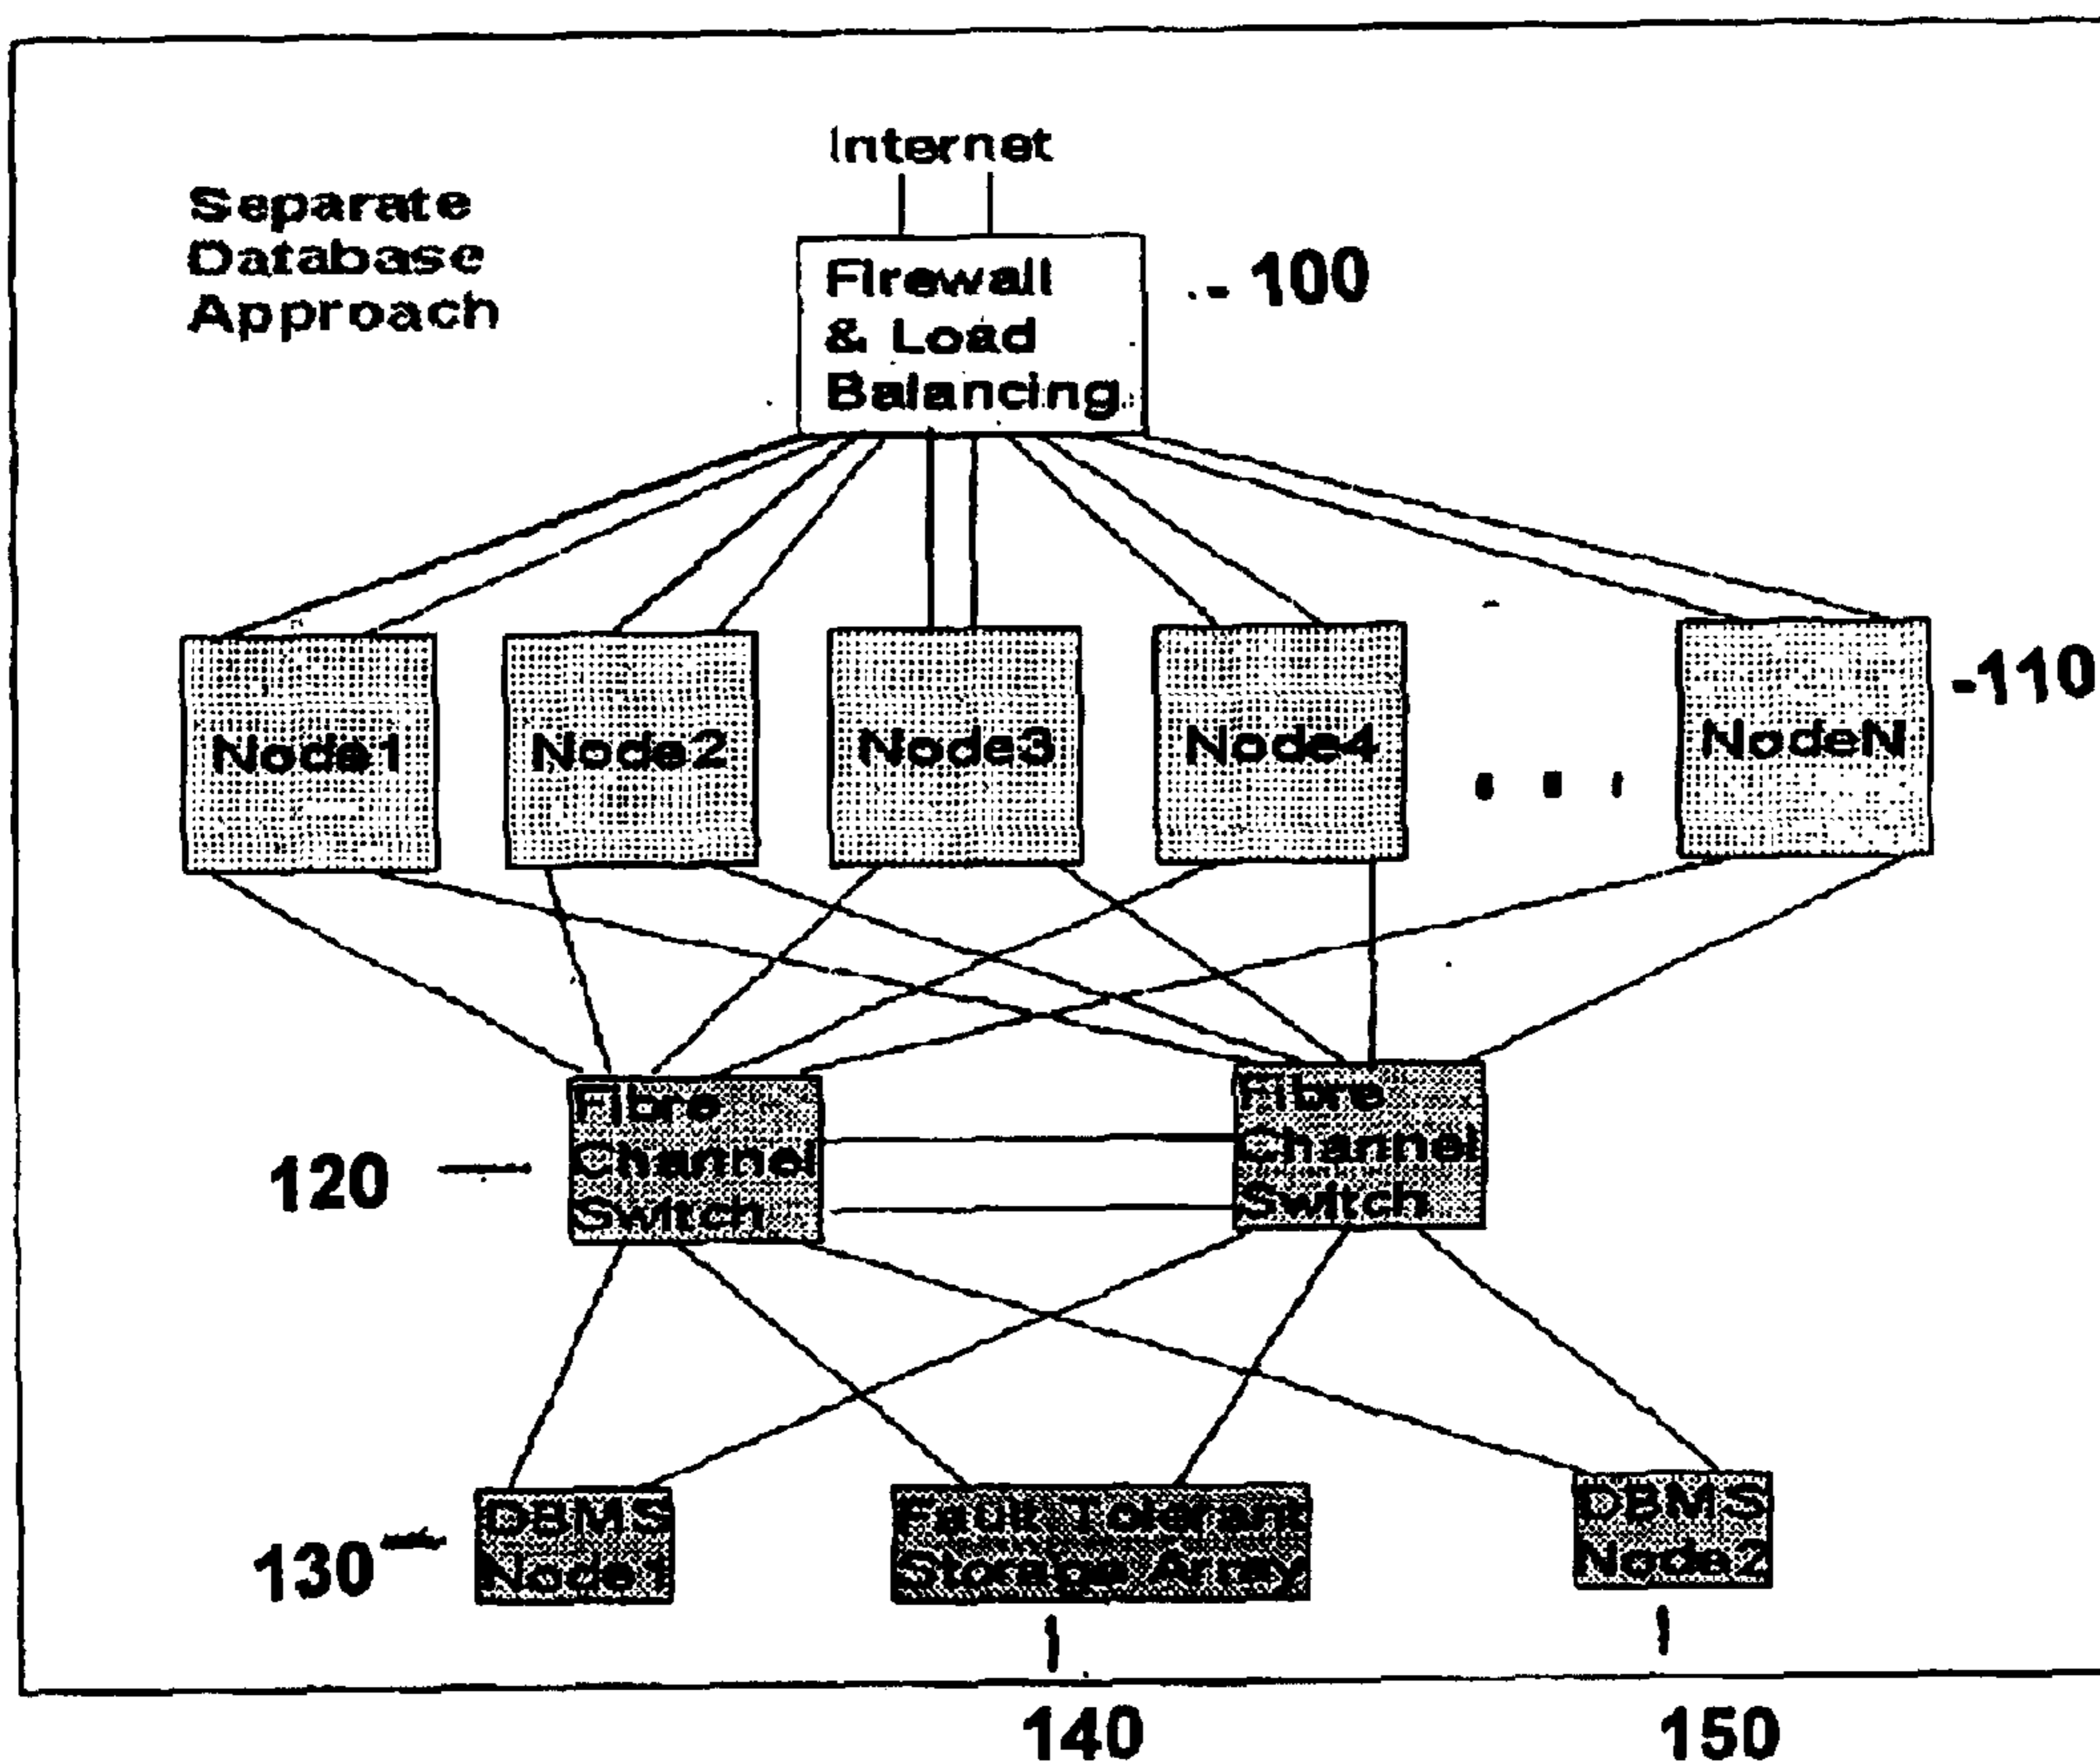 Internet
Separate
Database
Approach
Firewall
& Load
Balancing
- 100
Node1
Node2
Node3
Node4
NodeN
-110
Fibre
Channel
Switch
Fibre
Channel
Switch
120
DBMS
Node1
Fault Tolerant
Storage Array
DBMS
Node2
130
140
150